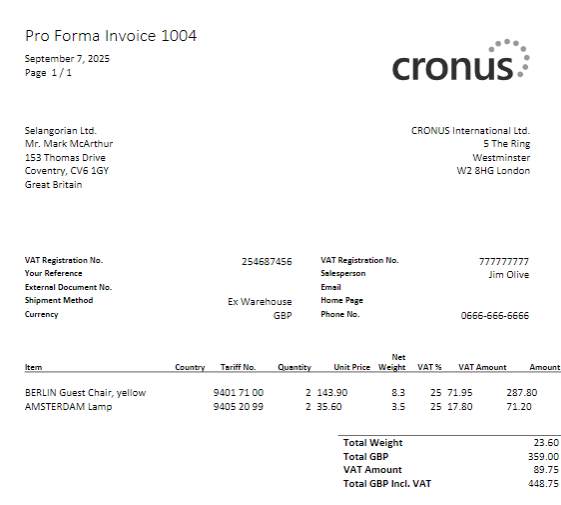 Pro Forma Invoice 1004
September 7, 2025
Page 1 / 1
cronus
Selangorian Ltd.
Mr. Mark McArthur
153 Thomas Drive
Coventry, CV6 1GY
Great Britain
CRONUS International Ltd.
5 The Ring
Westminster
W2 8HG London
VAT Registration No. 254687456 VAT Registration No. 777777777
Your Reference Salesperson Jim Olive
External Document No. Email
Shipment Method Ex Warehouse Home Page
Currency GBP Phone No. 0666-666-6666
Item Country Tariff No. Quantity Unit Price Net Weight VAT % VAT Amount Amount
BERLIN Guest Chair, yellow 9401 71 00 2 143.90 8.3 25 71.95 287.80
AMSTERDAM Lamp 9405 20 99 2 35.60 3.5 25 17.80 71.20
Total Weight 23.60
Total GBP 359.00
VAT Amount 89.75
Total GBP Incl. VAT 448.75